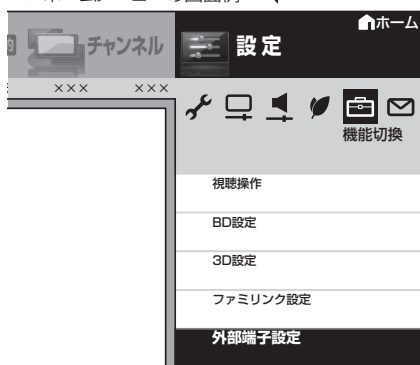 ホーム
チャンネル
設定
××× ×××
機能切換
視聴操作
BD設定
3D設定
ファミリンク設定
外部端子設定